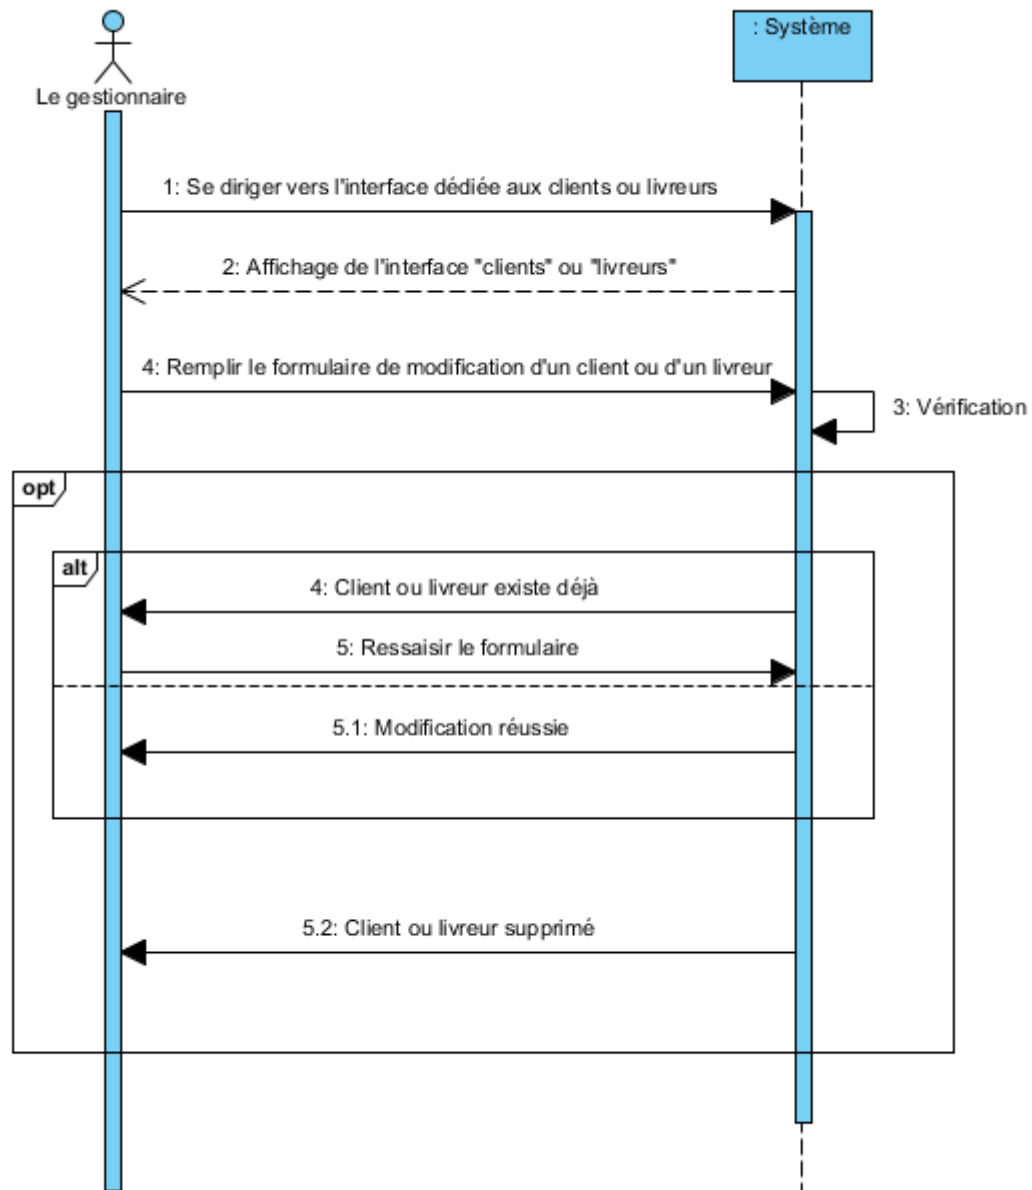 : Système
Le gestionnaire
1: Se diriger vers l'interface dédiée aux clients ou livreurs
2: Affichage de l'interface "clients" ou "livreurs"
4: Remplir le formulaire de modification d'un client ou d'un livreur
3: Vérification
opt
alt
4: Client ou livreur existe déjà
5: Ressaisir le formulaire
5.1: Modification réussie
5.2: Client ou livreur supprimé